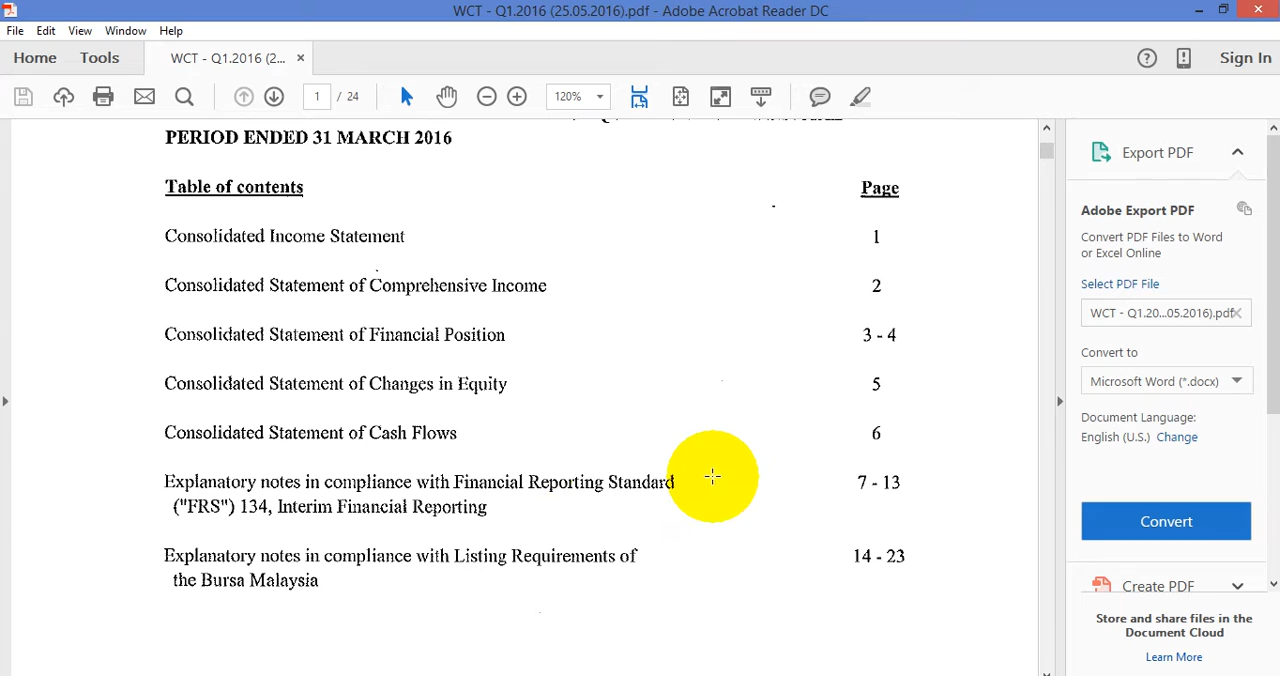 WCT - Q1.2016 (25.05.2016).pdf - Adobe Acrobat Reader DC
File Edit View Window Help
Home Tools WCT - Q1.2016 (2... × Sign In
1 / 24 120%
PERIOD ENDED 31 MARCH 2016
Table of contents Page
Consolidated Income Statement 1
Consolidated Statement of Comprehensive Income 2
Consolidated Statement of Financial Position 3 - 4
Consolidated Statement of Changes in Equity 5
Consolidated Statement of Cash Flows 6
Explanatory notes in compliance with Financial Reporting Standard 7 - 13
("FRS") 134, Interim Financial Reporting
Explanatory notes in compliance with Listing Requirements of 14 - 23
the Bursa Malaysia
Export PDF
Adobe Export PDF
Convert PDF Files to Word
or Excel Online
Select PDF File
WCT - Q1.20...05.2016).pdf
Convert to
Microsoft Word (*.docx)
Document Language:
English (U.S.) Change
Convert
Create PDF
Store and share files in the
Document Cloud
Learn More